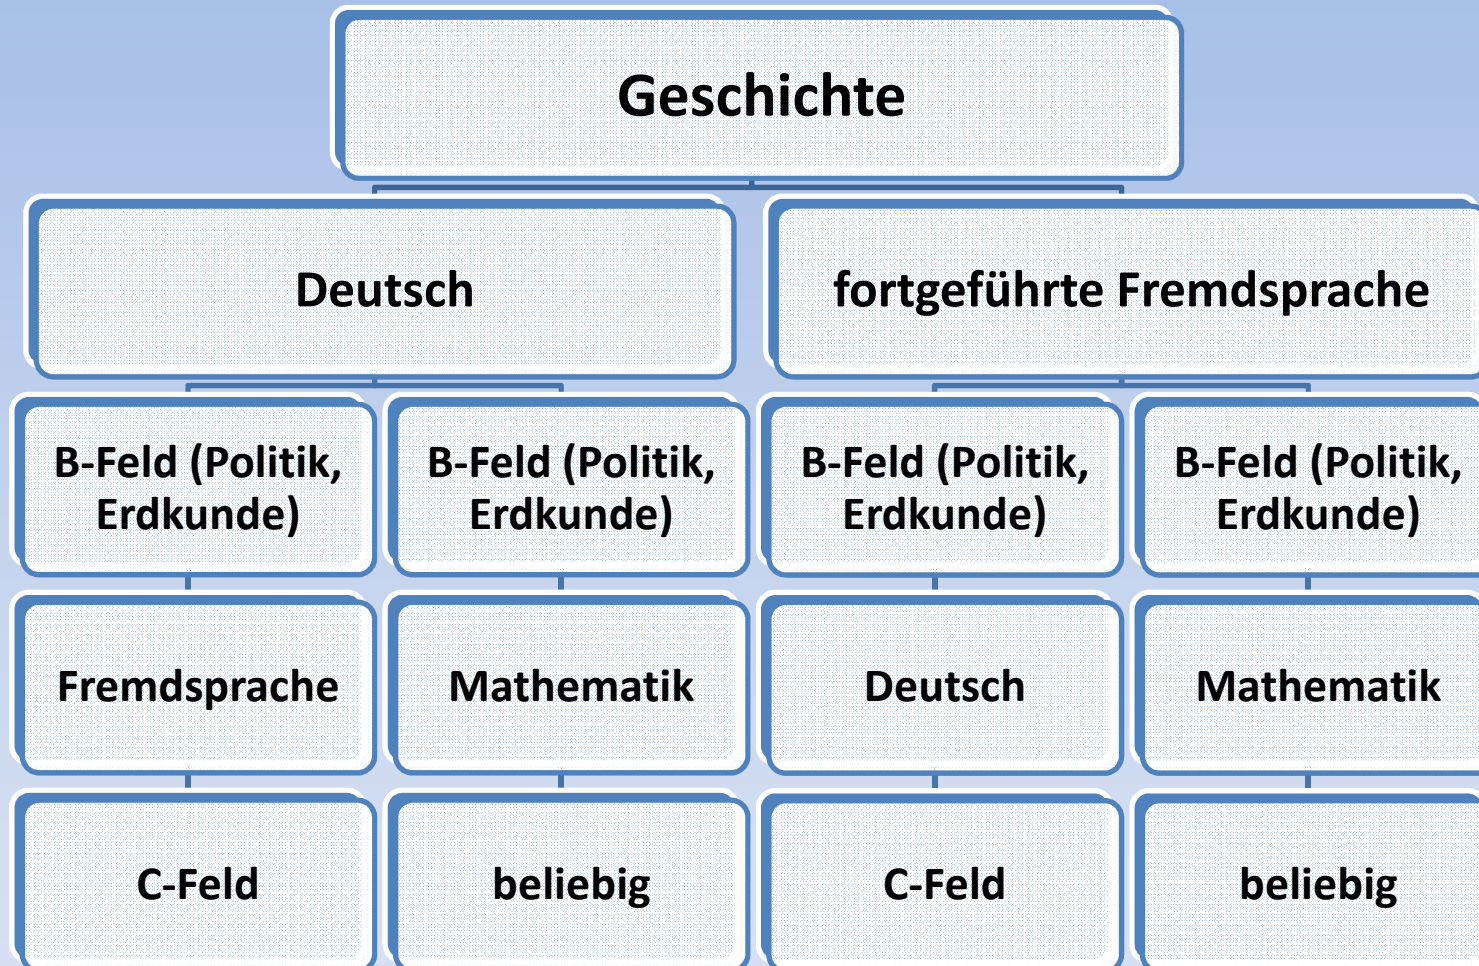 Geschichte
Deutsch
fortgeführte Fremdsprache
B-Feld (Politik,
Erdkunde)
B-Feld (Politik,
Erdkunde)
B-Feld (Politik,
Erdkunde)
B-Feld (Politik,
Erdkunde)
Fremdsprache
Mathematik
Deutsch
Mathematik
C-Feld
beliebig
C-Feld
beliebig